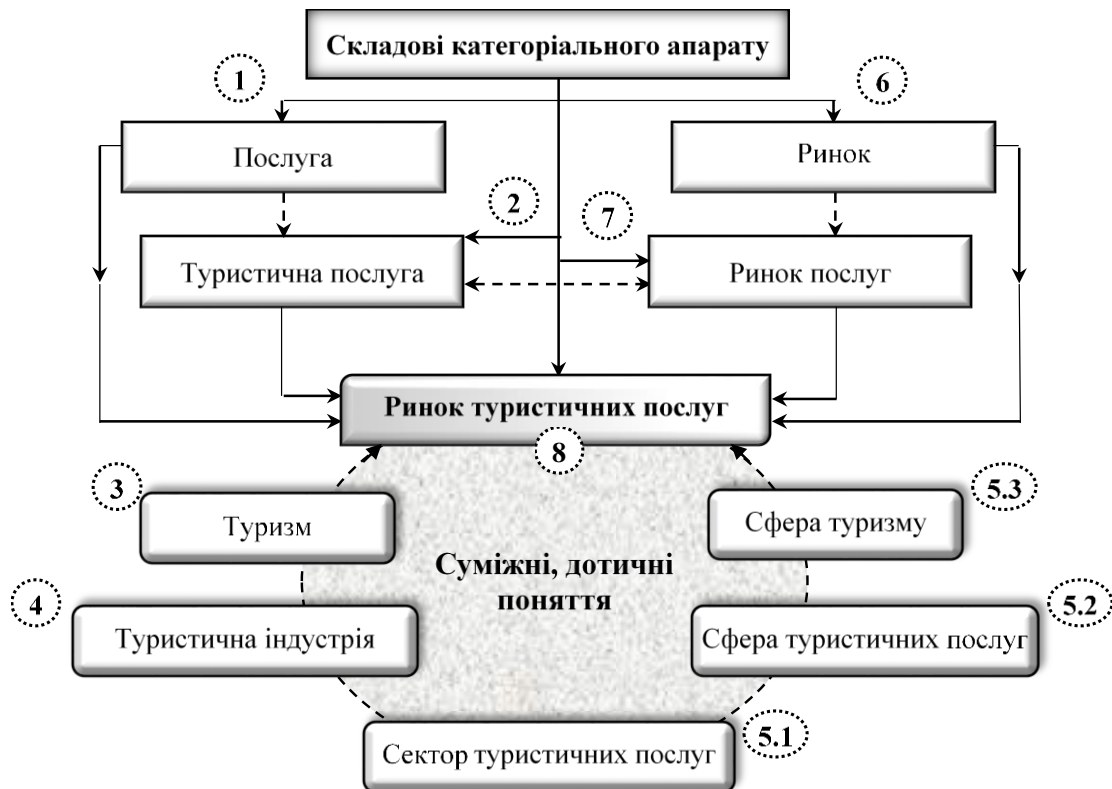 Складові категоріального апарату
1
6
Послуга
Ринок
2
7
Туристична послуга
Ринок послуг
Ринок туристичних послуг
8
3
5.3
Туризм
Сфера туризму
Суміжні, дотичні
поняття
4
5.2
Туристична індустрія
Сфера туристичних послуг
5.1
Сектор туристичних послуг